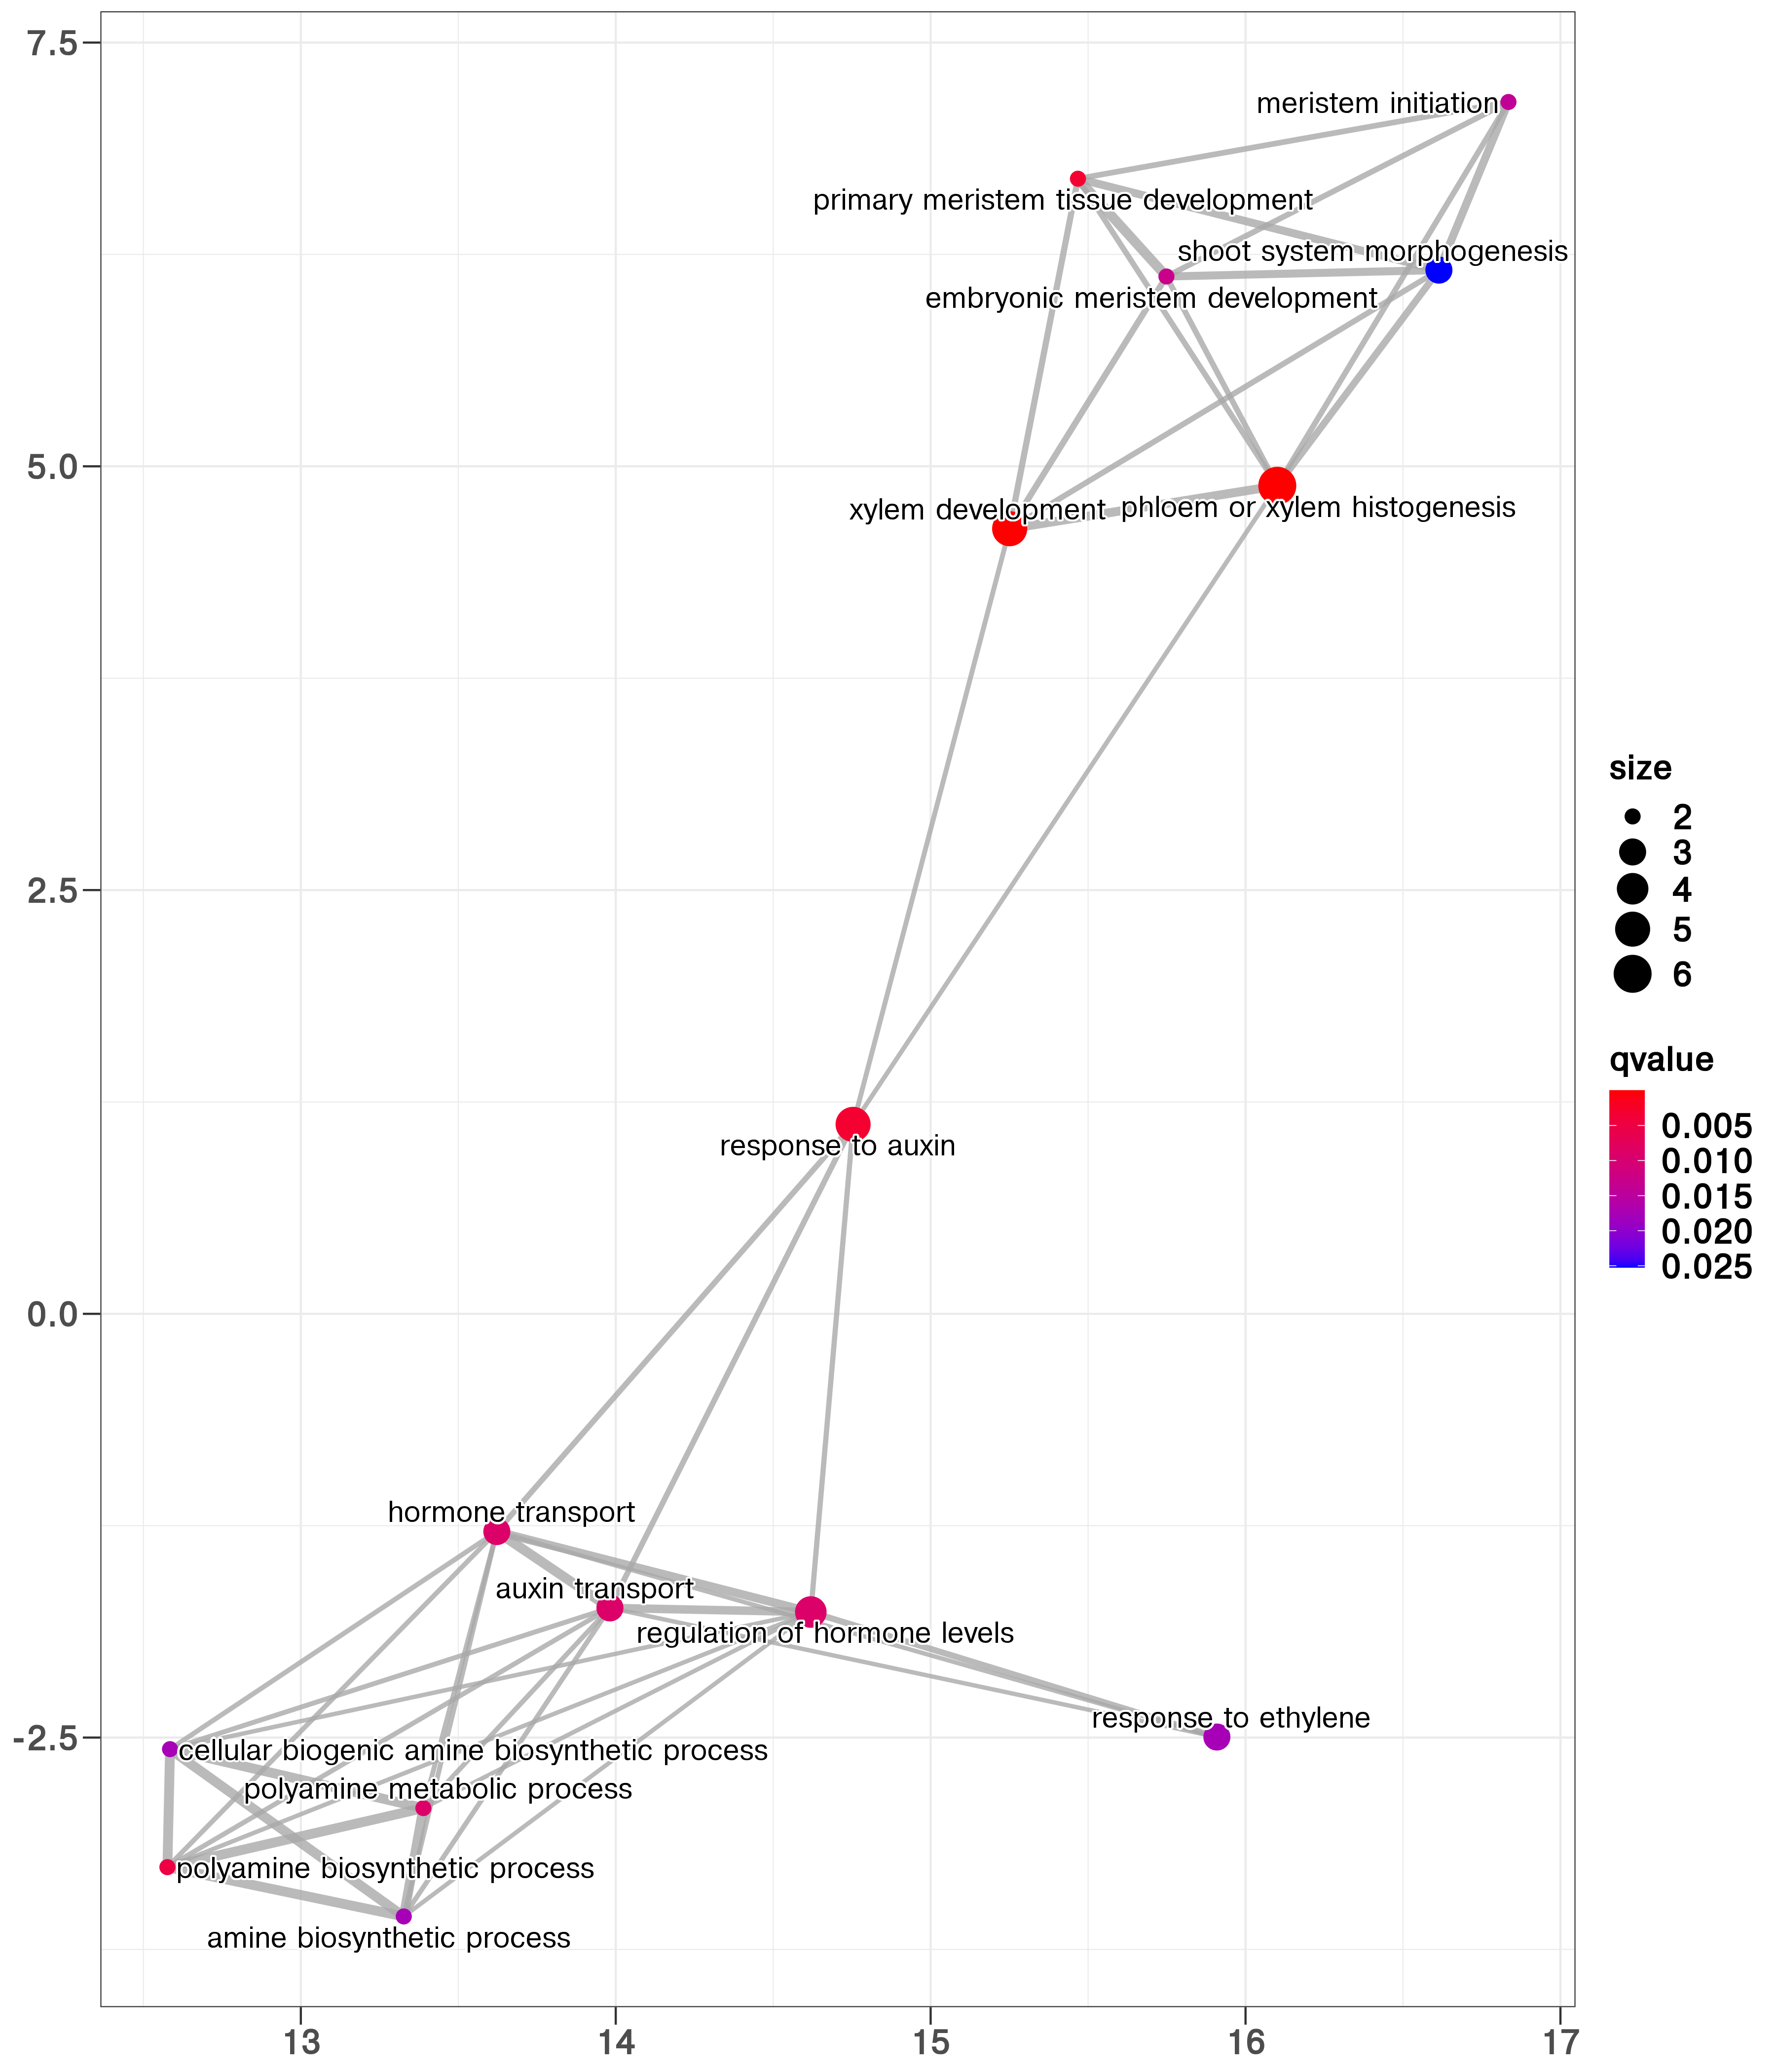 7.5
meristem initiation
primary meristem tissue development
shoot system morphogenesis
embryonic meristem development
5.0
xylem development
phloem or xylem histogenesis
2.5
response to auxin
0.0
hormone transport
auxin transport
regulation of hormone levels
response to ethylene
-2.5
cellular biogenic amine biosynthetic process
polyamine metabolic process
polyamine biosynthetic process
amine biosynthetic process
13 14 15 16 17
size
2
3
4
5
6
qvalue
0.005
0.010
0.015
0.020
0.025